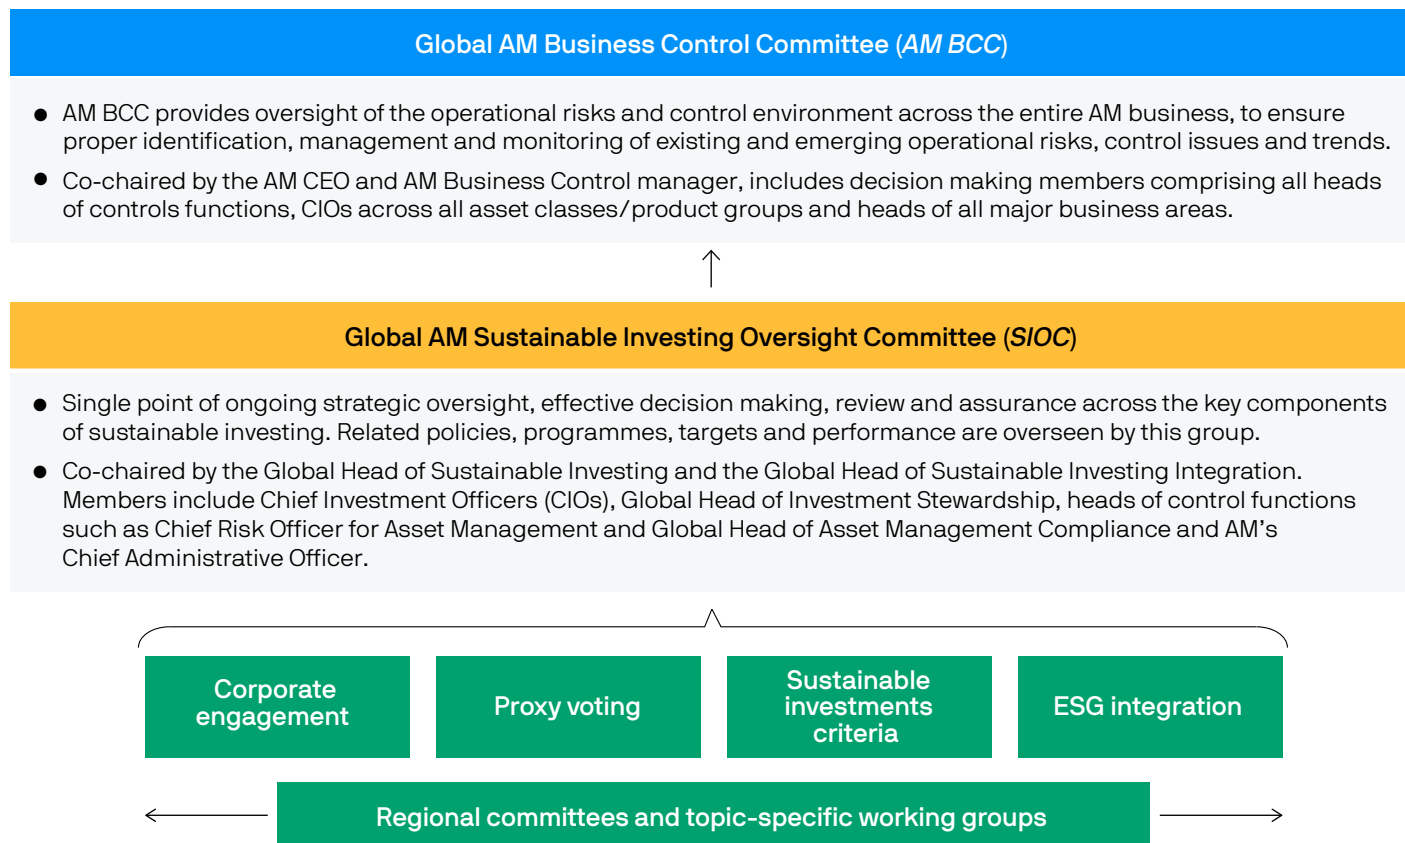 Global AM Business Control Committee (AM BCC)
● AM BCC provides oversight of the operational risks and control environment across the entire AM business, to ensure
proper identification, management and monitoring of existing and emerging operational risks, control issues and trends.
● Co-chaired by the AM CEO and AM Business Control manager, includes decision making members comprising all heads
of controls functions, CIOs across all asset classes/product groups and heads of all major business areas.
Global AM Sustainable Investing Oversight Committee (SIOC)
● Single point of ongoing strategic oversight, effective decision making, review and assurance across the key components
of sustainable investing. Related policies, programmes, targets and performance are overseen by this group.
● Co-chaired by the Global Head of Sustainable Investing and the Global Head of Sustainable Investing Integration.
Members include Chief Investment Officers (CIOs), Global Head of Investment Stewardship, heads of control functions
such as Chief Risk Officer for Asset Management and Global Head of Asset Management Compliance and AM's
Chief Administrative Officer.
Corporate
engagement
Proxy voting
Sustainable
investments
criteria
ESG integration
Regional committees and topic-specific working groups